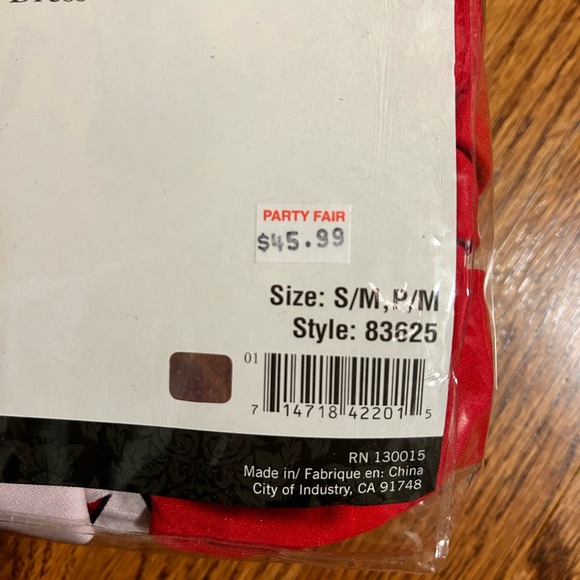 Dress
PARTY FAIR
$45.99
Size: S/M, P/M
Style: 83625
01
7 14718 42201 5
RN 130015
Made in/ Fabrique en: China
City of Industry, CA 91748